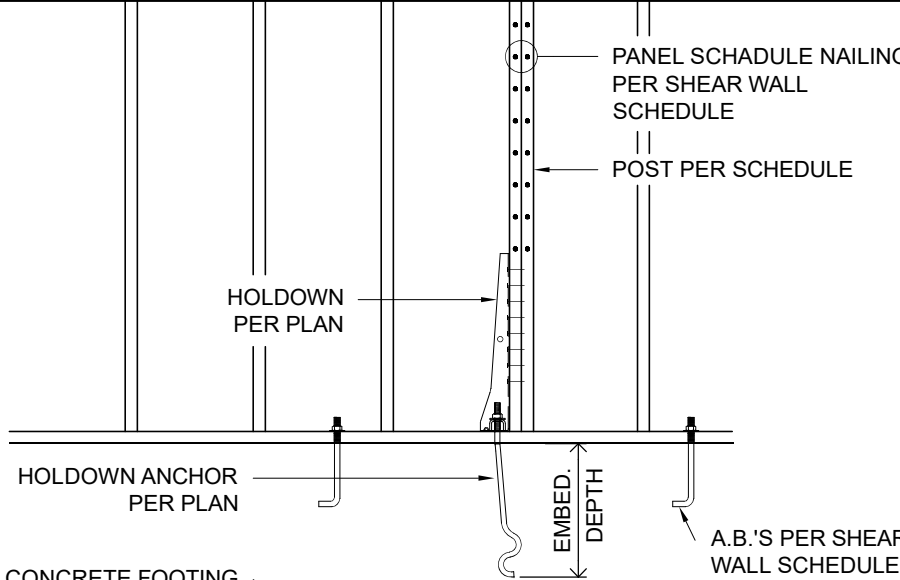 PANEL SCHADULE NAILING
PER SHEAR WALL
SCHEDULE
POST PER SCHEDULE
HOLDOWN
PER PLAN
HOLDOWN ANCHOR
PER PLAN
EMBED.
DEPTH
A.B.'S PER SHEAR
WALL SCHEDULE
CONCRETE FOOTING